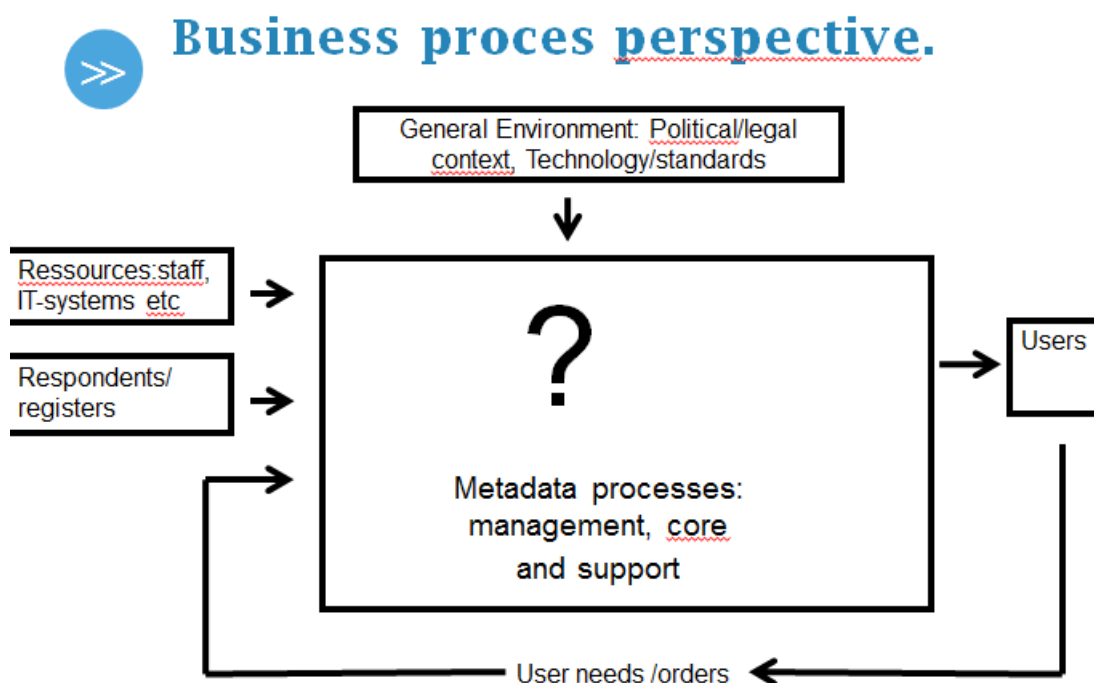 Business proces perspective.
General Environment: Political/legal
context, Technology/standards
Ressources:staff,
IT-systems etc
Respondents/
registers
?
Users
Metadata processes:
management, core
and support
User needs /orders